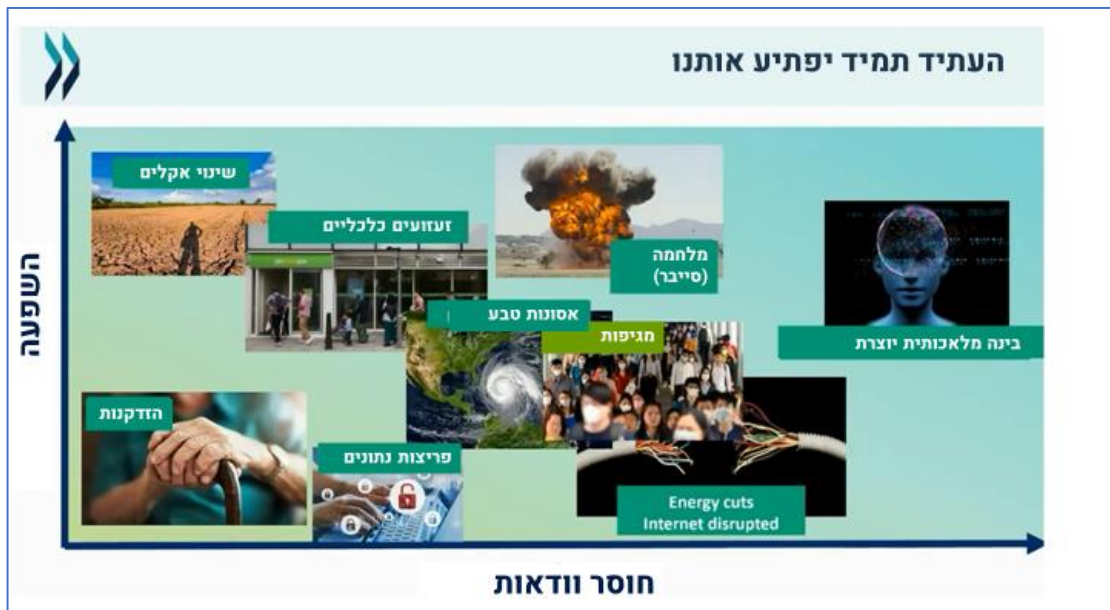 העתיד תמיד יפתיע אותנו
שינוי אקלים
זעזועים כלכליים
מלחמה
(סייבר)
אסונות טבע
מגיפות
בינה מלאכותית יוצרת
הזדקנות
פריצות נתונים
Energy cuts
Internet disrupted
השפעה
חוסר וודאות